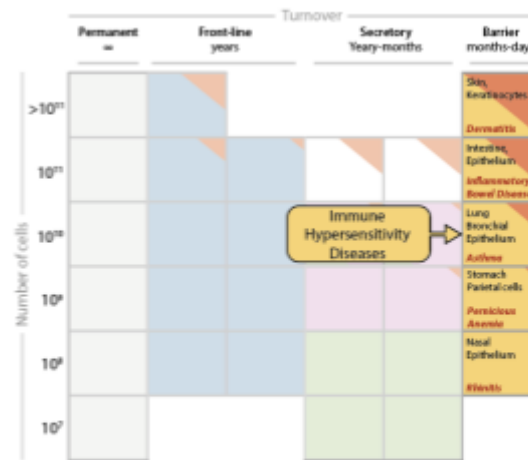 Turnover
Permanent
∞
Front-line
years
Secretory
Yeary-months
Barrier
months-day
Number of cells
>10¹¹
10¹¹
10¹⁰
10⁹
10⁸
10⁷
Skin,
Keratinocytes
Dermatitis
Intestine,
Epithelium
Inflammatory
Bowel Disease
Lung
Bronchial
Epithelium
Asthma
Stomach
Parietal cells
Pernicious
Anemia
Nasal
Epithelium
Rhinitis
Immune
Hypersensitivity
Diseases